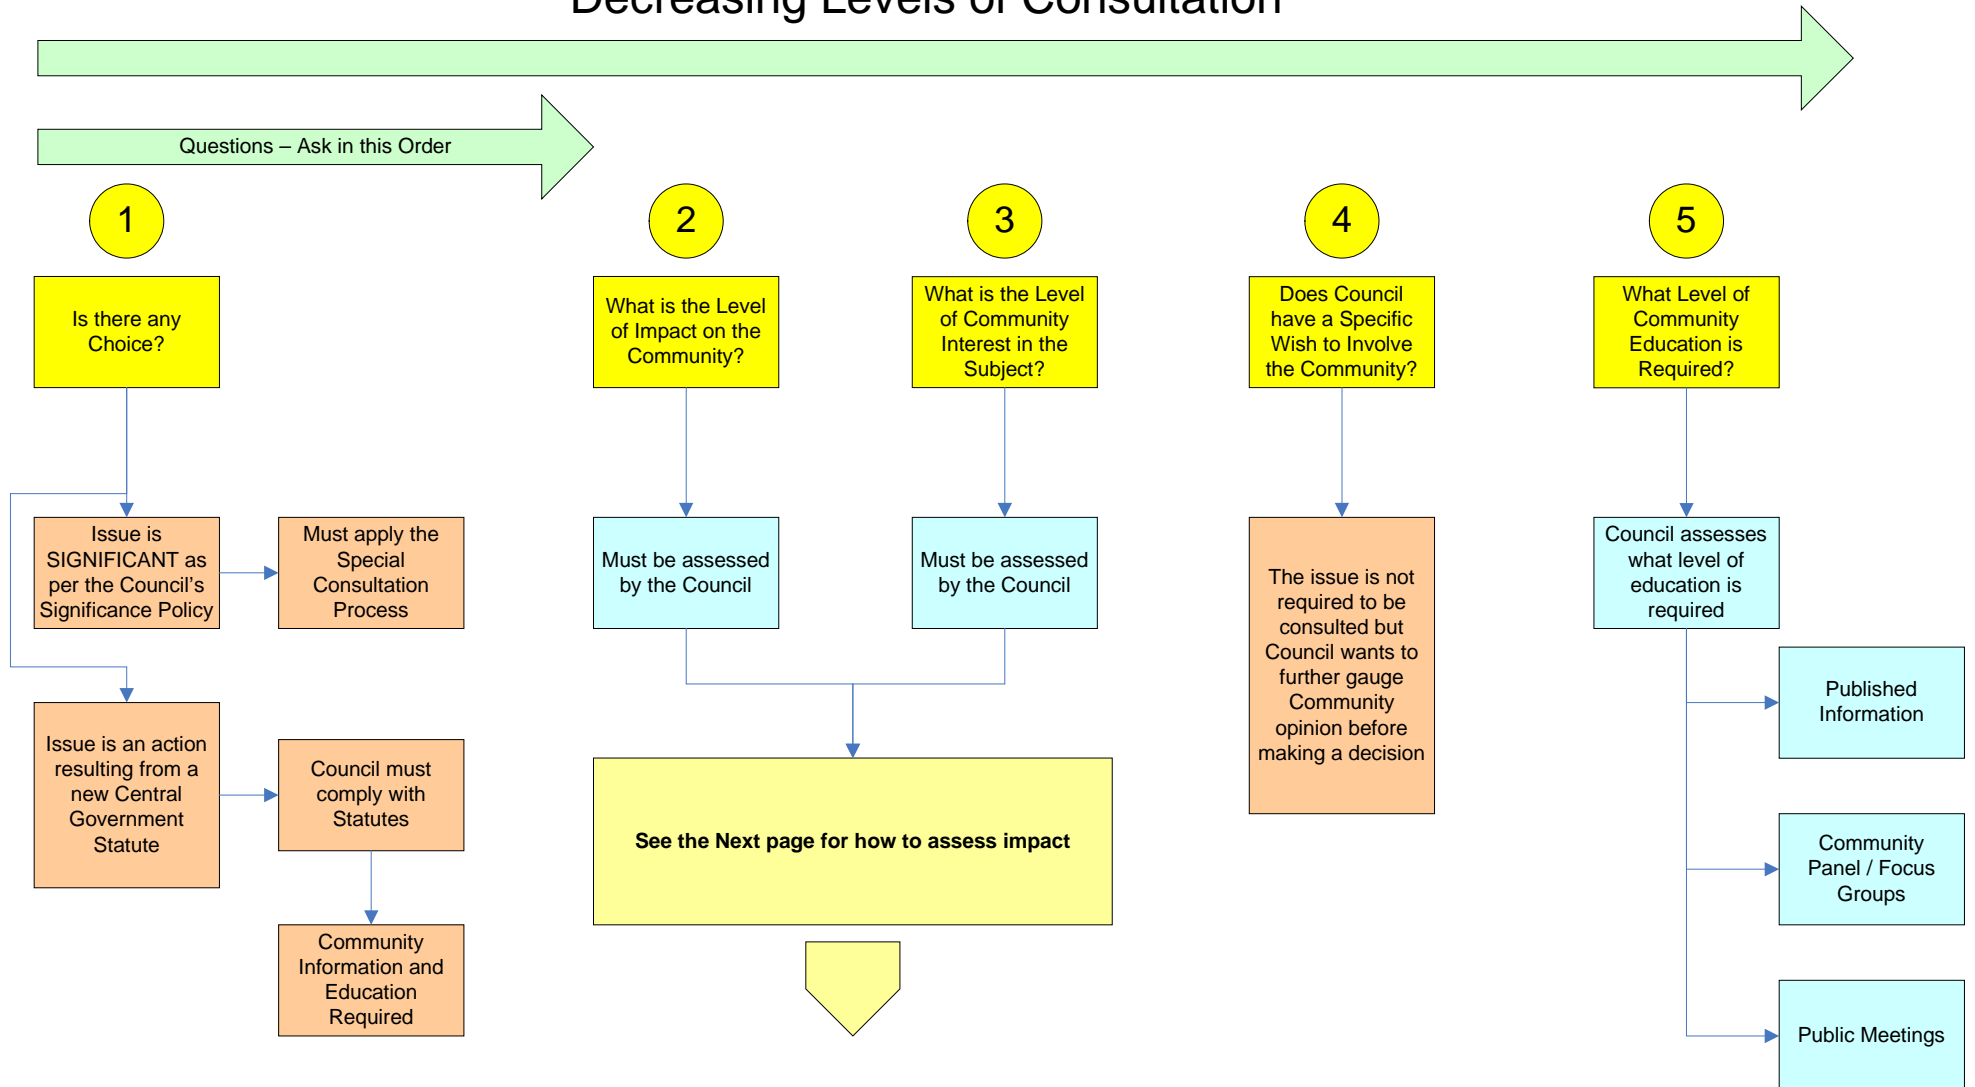 Decreasing Levels of Consultation
Questions – Ask in this Order
1
2
3
4
5
Is there any
Choice?
What is the Level
of Impact on the
Community?
What is the Level
of Community
Interest in the
Subject?
Does Council
have a Specific
Wish to Involve
the Community?
What Level of
Community
Education is
Required?
Issue is
SIGNIFICANT as
per the Council's
Significance Policy
Must apply the
Special
Consultation
Process
Must be assessed
by the Council
Must be assessed
by the Council
The issue is not
required to be
consulted but
Council wants to
further gauge
Community
opinion before
making a decision
Council assesses
what level of
education is
required
Published
Information
Issue is an action
resulting from a
new Central
Government
Statute
Council must
comply with
Statutes
See the Next page for how to assess impact
Community
Panel / Focus
Groups
Community
Information and
Education
Required
Public Meetings